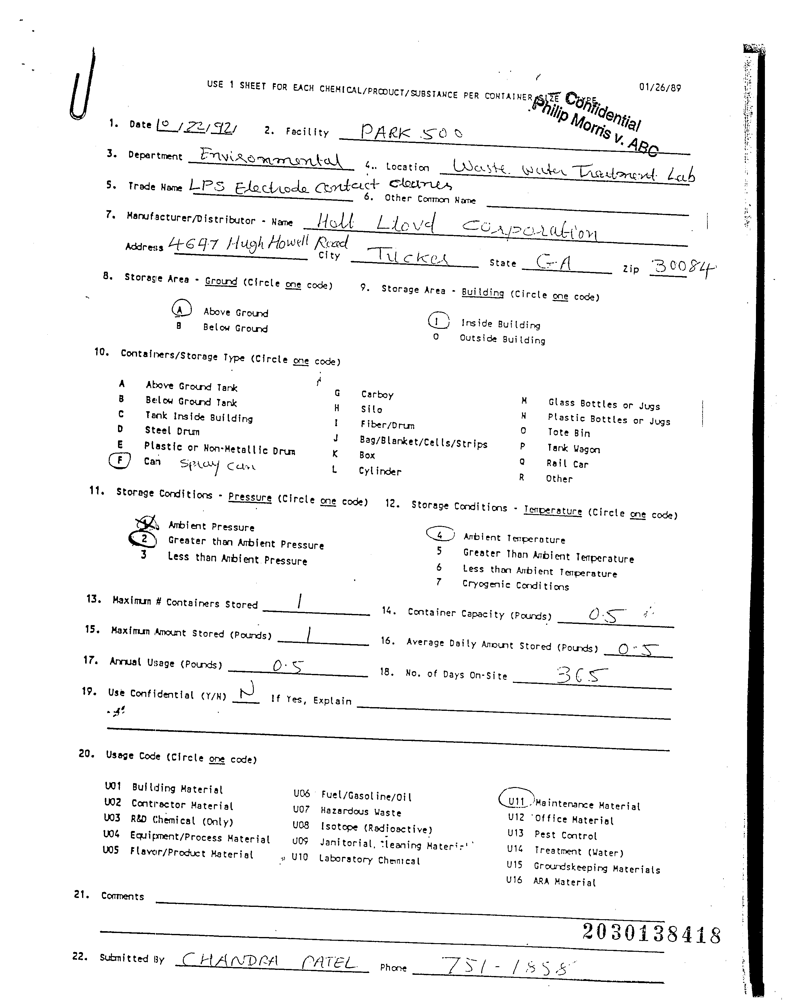 01/26/89
USE 1 SHEET FOR EACH CHEMICAL/PRODUCT/SUBSTANCE PER CONTAINER SIZE
Confidential
Philip Morris v. ABC
1. Date 10/22/92 2. Facility PARK 500
3. Department Environmental 4. Location Waste water Treatment Lab
5. Trade Name LPS Electrode contact cleaner 6. Other Common Name
7. Manufacturer/Distributor - Name Holt Lloyd Corporation
Address 4647 Hugh Howell Road City Tucker State GA Zip 30084
8. Storage Area - Ground (Circle one code) 9. Storage Area - Building (Circle one code)
A Above Ground I Inside Building
B Below Ground O Outside Building
10. Containers/Storage Type (Circle one code)
A Above Ground Tank G Carboy M Glass Bottles or Jugs
B Below Ground Tank H Silo N Plastic Bottles or Jugs
C Tank Inside Building I Fiber/Drum O Tote Bin
D Steel Drum J Bag/Blanket/Cells/Strips P Tank Wagon
E Plastic or Non-Metallic Drum K Box Q Rail Car
F Can Spray can L Cylinder R Other
11. Storage Conditions - Pressure (Circle one code) 12. Storage Conditions - Temperature (Circle one code)
1 Ambient Pressure 4 Ambient Temperature
2 Greater than Ambient Pressure 5 Greater Than Ambient Temperature
3 Less than Ambient Pressure 6 Less than Ambient Temperature
7 Cryogenic Conditions
13. Maximum # Containers Stored 1 14. Container Capacity (Pounds) 0.5
15. Maximum Amount Stored (Pounds) 1 16. Average Daily Amount Stored (Pounds) 0.5
17. Annual Usage (Pounds) 0.5 18. No. of Days On-Site 365
19. Use Confidential (Y/N) N If Yes, Explain
20. Usage Code (Circle one code)
U01 Building Material U06 Fuel/Gasoline/Oil U11 Maintenance Material
U02 Contractor Material U07 Hazardous Waste U12 Office Material
U03 R&D Chemical (Only) U08 Isotope (Radioactive) U13 Pest Control
U04 Equipment/Process Material U09 Janitorial, Cleaning Material U14 Treatment (Water)
U05 Flavor/Product Material U10 Laboratory Chemical U15 Groundskeeping Materials
U16 ARA Material
21. Comments
2030138418
22. Submitted By CHANDRA PATEL Phone 751-1858